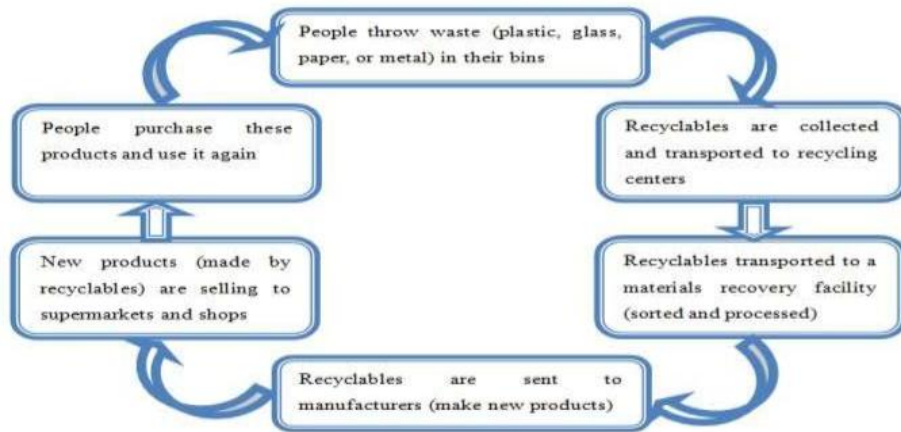 People throw waste (plastic, glass,
paper, or metal) in their bins
Recyclables are collected
and transported to recycling
centers
Recyclables transported to a
materials recovery facility
(sorted and processed)
Recyclables are sent to
manufacturers (make new products)
New products (made by
recyclables) are selling to
supermarkets and shops
People purchase these
products and use it again